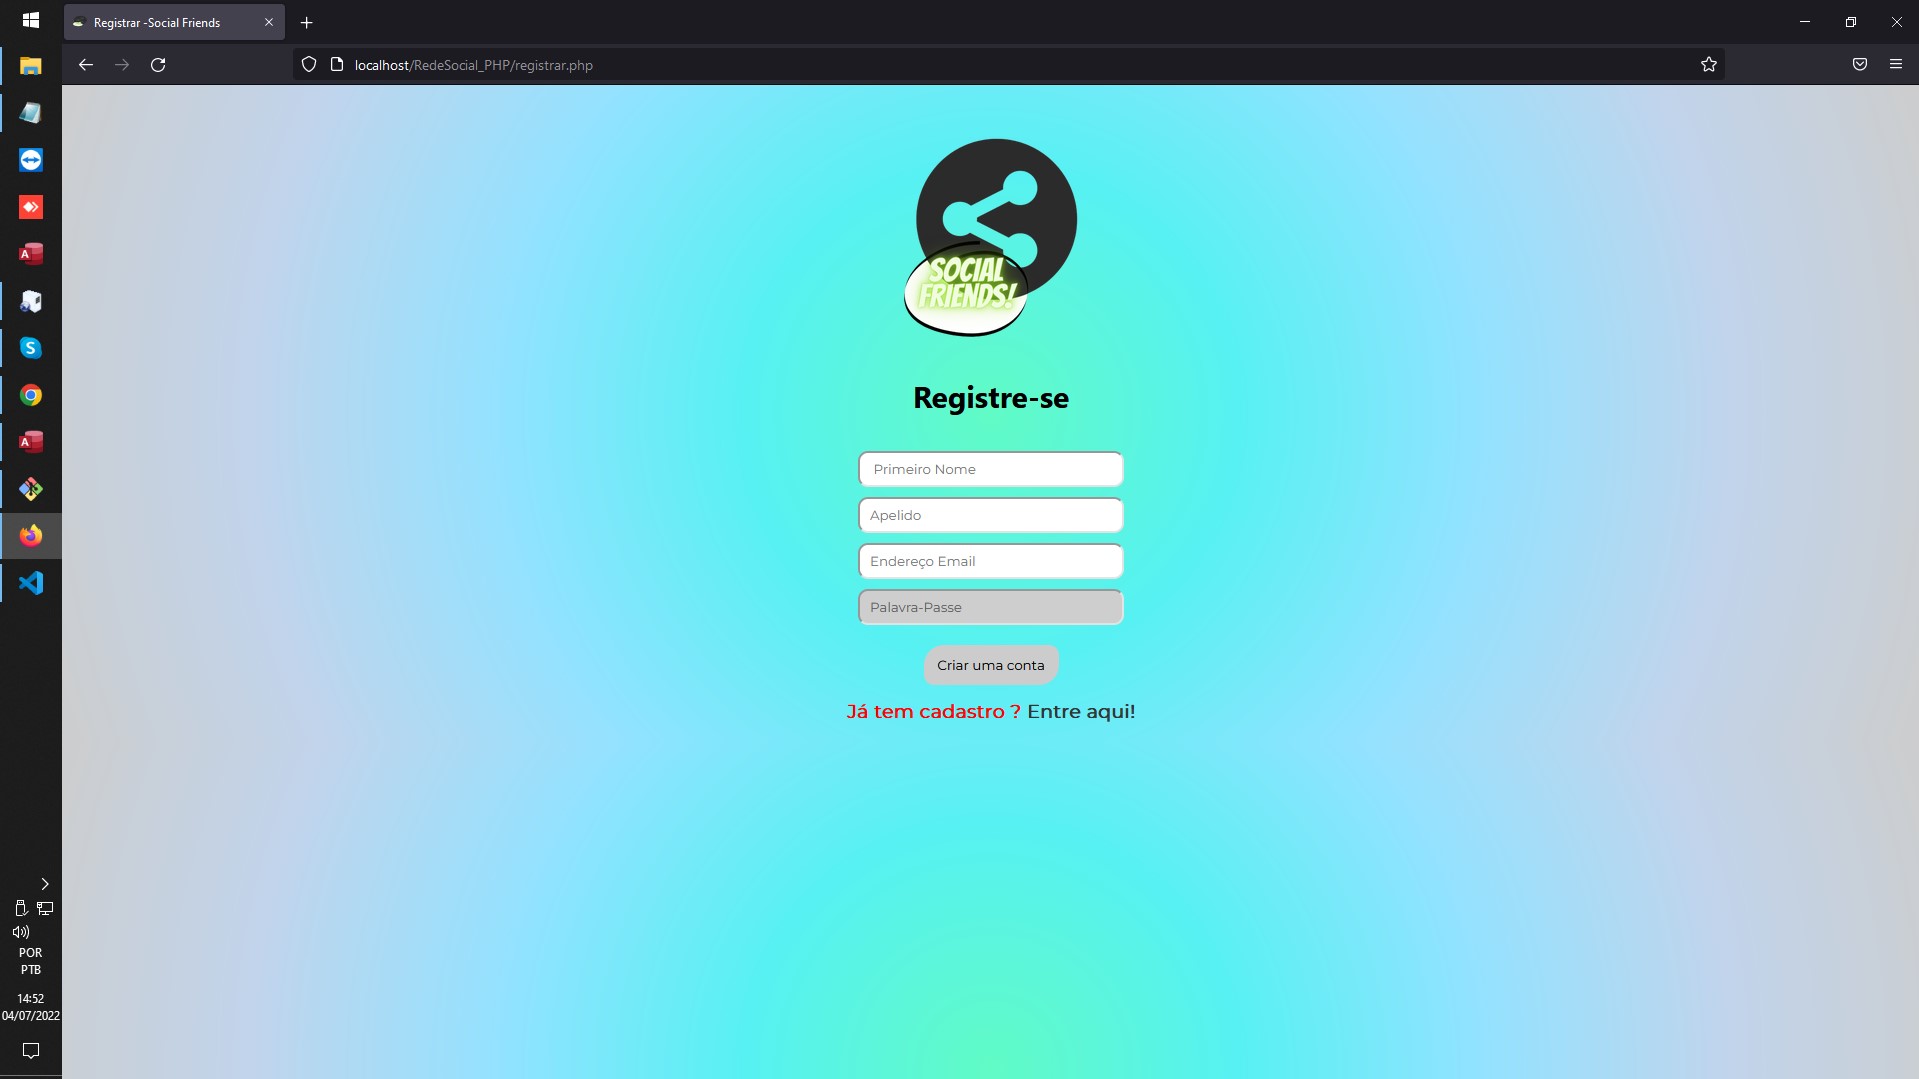 Registrar -Social Friends
localhost/RedeSocial_PHP/registrar.php
SOCIAL
FRIENDS!
Registre-se
Primeiro Nome
Apelido
Endereço Email
Palavra-Passe
Criar uma conta
Já tem cadastro ? Entre aqui!
POR
PTB
14:52
04/07/2022